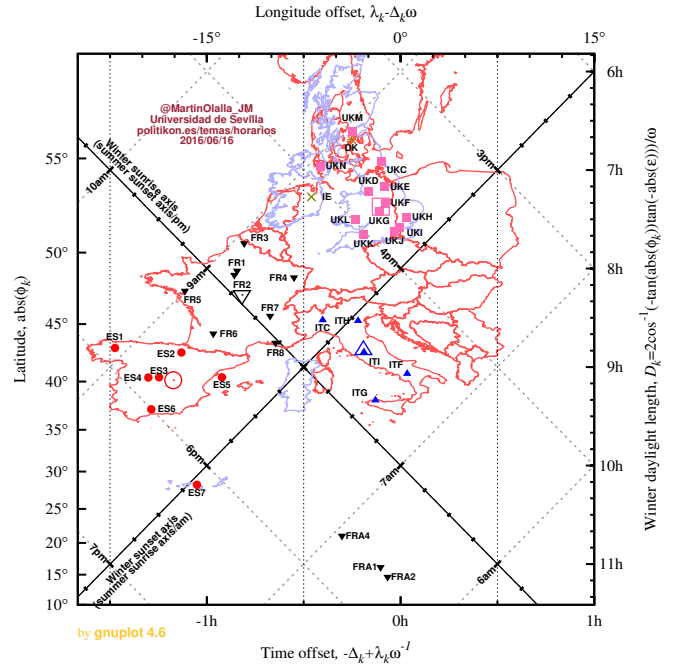 Longitude offset, λk-Δkω
-15° 0° 15°
@MartinOlalla_JM
Universidad de Sevilla
politikon.es/temas/horarios
2016/06/16
Winter sunrise axis
(summer sunset axis/pm)
10am
9am
3pm
4pm
6pm
7pm
7am
6am
Winter sunset axis
(summer sunrise axis/am)
UKM
DK
UKN
UKC
UKD
UKE
IE
UKF
UKL
UKG
UKH
UKK
UKJ
UKI
FR3
FR1
FR4
FR2
FR5
FR7
FR6
FR8
ITC
ITH
ITI
ITF
ITG
ES1
ES2
ES4
ES3
ES5
ES6
ES7
FRA4
FRA1
FRA2
Latitude, abs(ϕk)
55°
50°
45°
40°
35°
30°
25°
20°
15°
10°
6h
7h
8h
9h
10h
11h
Winter daylight length, Dk=2cos-1(-tan(abs(ϕk))tan(-abs(ε)))/ω
-1h 0h 1h
by gnuplot 4.6
Time offset, -Δk+λkω-1